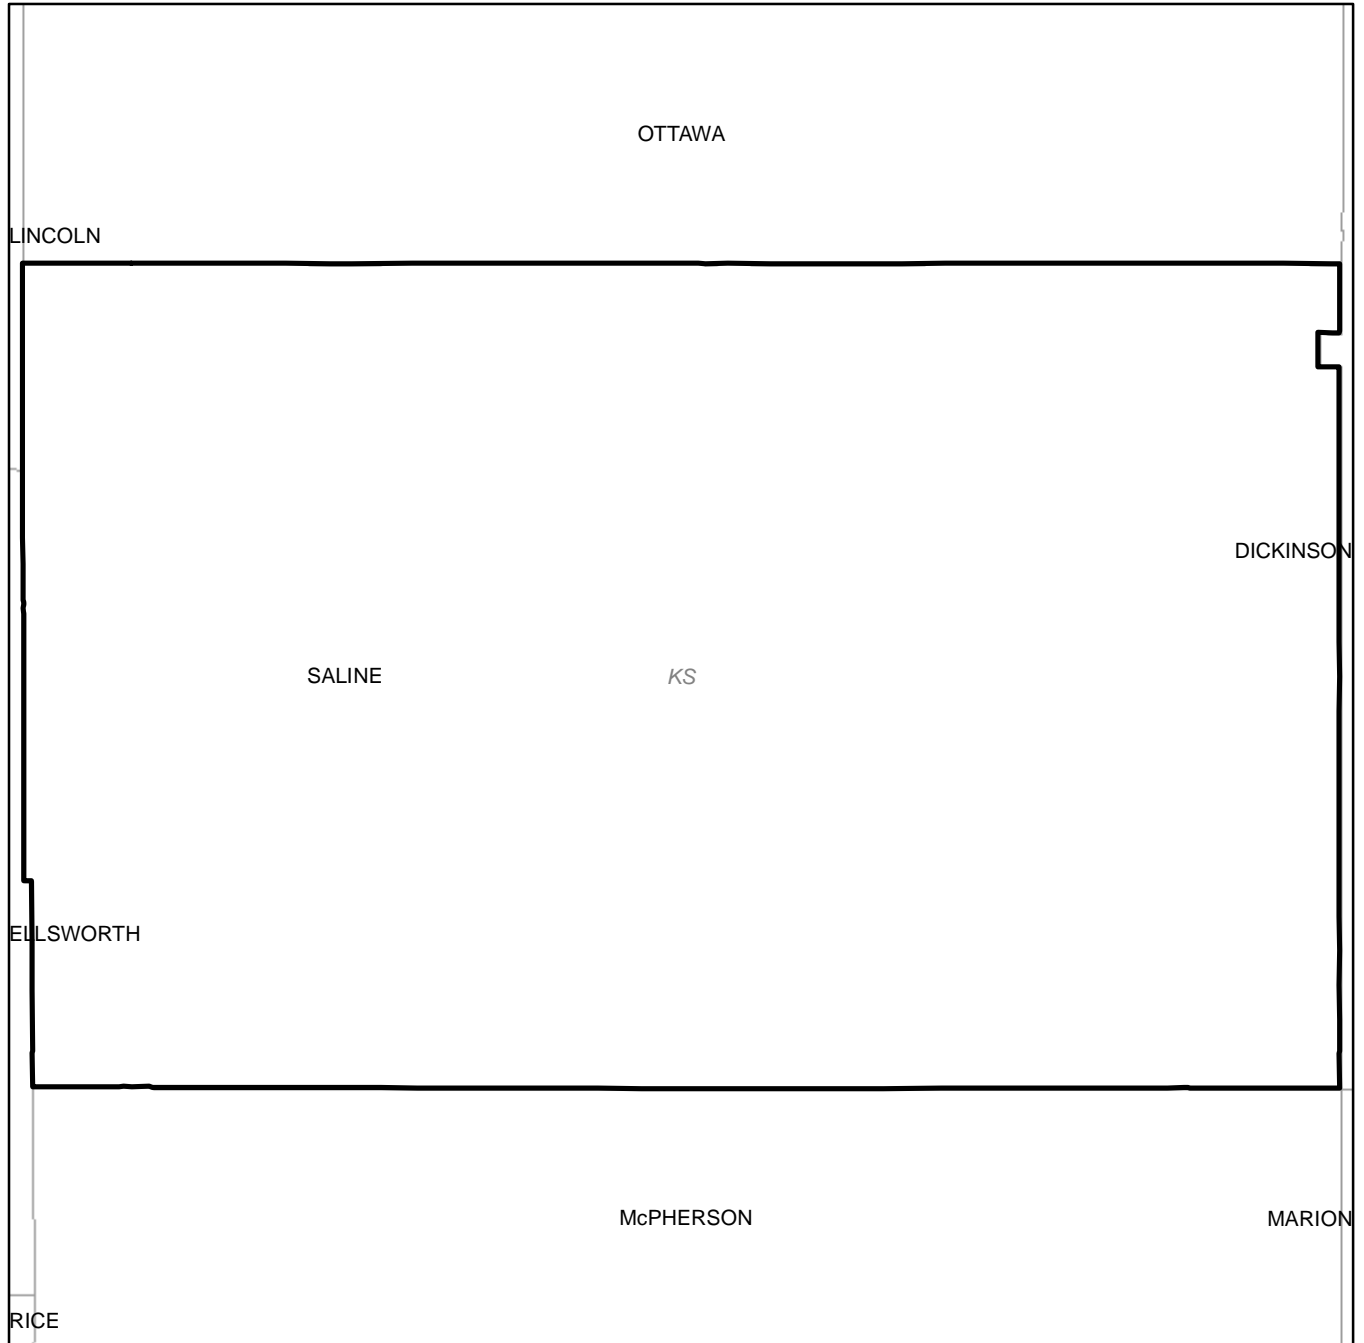 OTTAWA
LINCOLN
DICKINSON
SALINE
KS
ELLSWORTH
McPHERSON
MARION
RICE